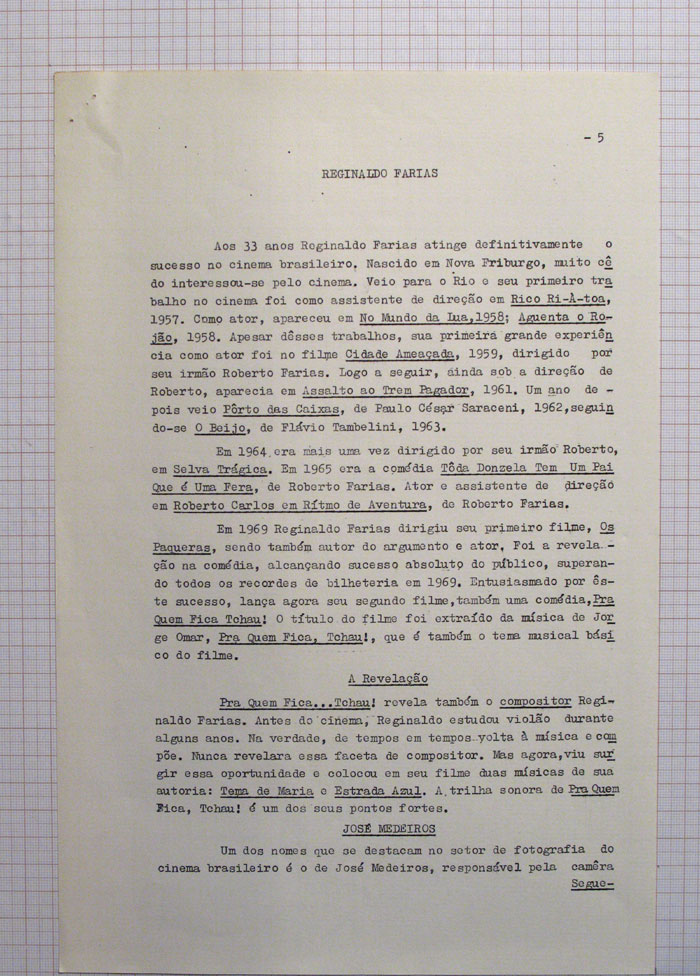 - 5
REGINALDO FARIAS
Aos 33 anos Reginaldo Farias atinge definitivamente o
sucesso no cinema brasileiro. Nascido em Nova Friburgo, muito cê
do interessou-se pelo cinema. Veio para o Rio e seu primeiro tra
balho no cinema foi como assistente de direção em Rico Ri-À-toa,
1957. Como ator, apareceu em No Mundo da Lua,1958; Aguenta o Ro-
jão, 1958. Apesar dêsses trabalhos, sua primeira grande experiên
cia como ator foi no filme Cidade Ameaçada, 1959, dirigido por
seu irmão Roberto Farias. Logo a seguir, ainda sob a direção de
Roberto, aparecia em Assalto ao Trem Pagador, 1961. Um ano de -
pois veio Pôrto das Caixas, de Paulo César Saraceni, 1962,seguin
do-se O Beijo, de Flávio Tambelini, 1963.
Em 1964 era mais uma vez dirigido por seu irmão Roberto,
em Selva Trágica. Em 1965 era a comédia Tôda Donzela Tem Um Pai
Que é Uma Fera, de Roberto Farias. Ator e assistente de direção
em Roberto Carlos em Rítmo de Aventura, de Roberto Farias.
Em 1969 Reginaldo Farias dirigiu seu primeiro filme, Os
Paqueras, sendo também autor do argumento e ator. Foi a revela -
ção na comédia, alcançando sucesso absoluto do público, superan-
do todos os recordes de bilheteria em 1969. Entusiasmado por ês-
te sucesso, lança agora seu segundo filme,também uma comédia,Pra
Quem Fica Tchau! O título do filme foi extraído da música de Jor
ge Omar, Pra Quem Fica, Tchau!, que é também o tema musical bási
co do filme.
A Revelação
Pra Quem Fica...Tchau! revela também o compositor Regi-
naldo Farias. Antes do cinema, Reginaldo estudou violão durante
alguns anos. Na verdade, de tempos em tempos volta à música e com
põe. Nunca revelara essa faceta de compositor. Mas agora,viu sur
gir essa oportunidade e colocou em seu filme duas músicas de sua
autoria: Tema de Maria e Estrada Azul. A trilha sonora de Pra Quem
Fica, Tchau! é um dos seus pontos fortes.
JOSÉ MEDEIROS
Um dos nomes que se destacam no setor de fotografia do
cinema brasileiro é o de José Medeiros, responsável pela camêra
Segue-